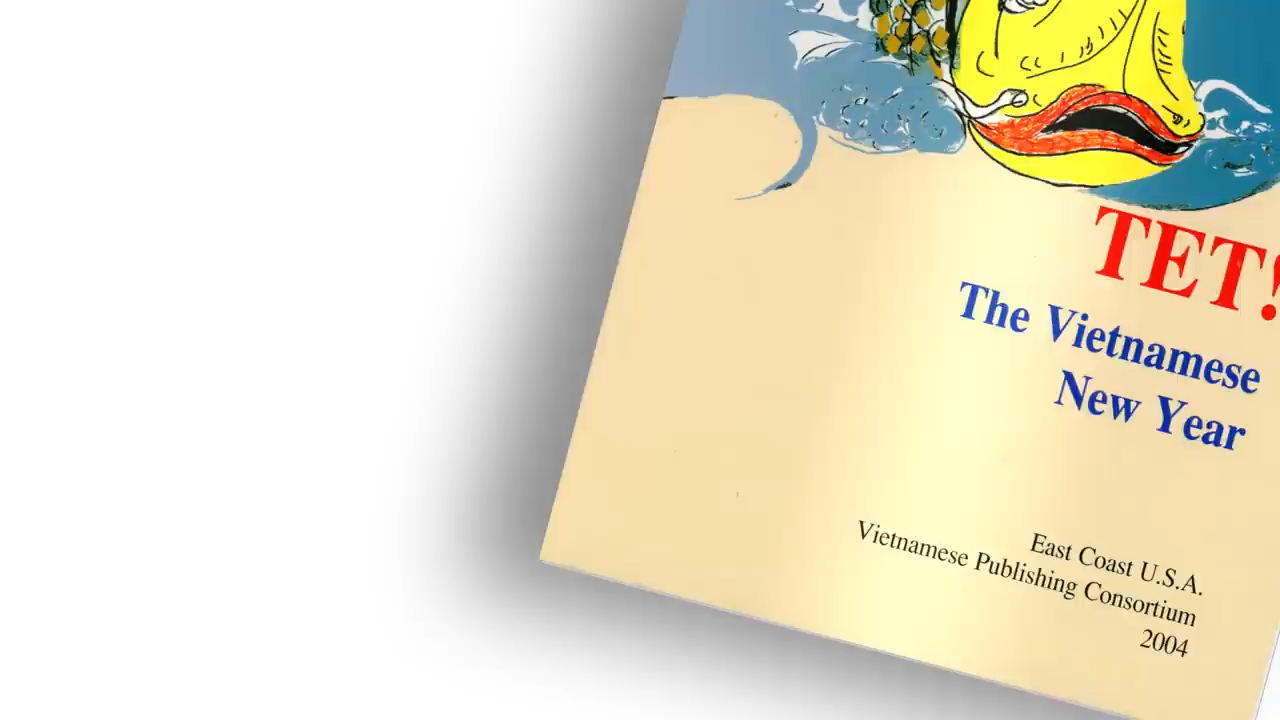 TET!
The Vietnamese
New Year
East Coast U.S.A.
Vietnamese Publishing Consortium
2004